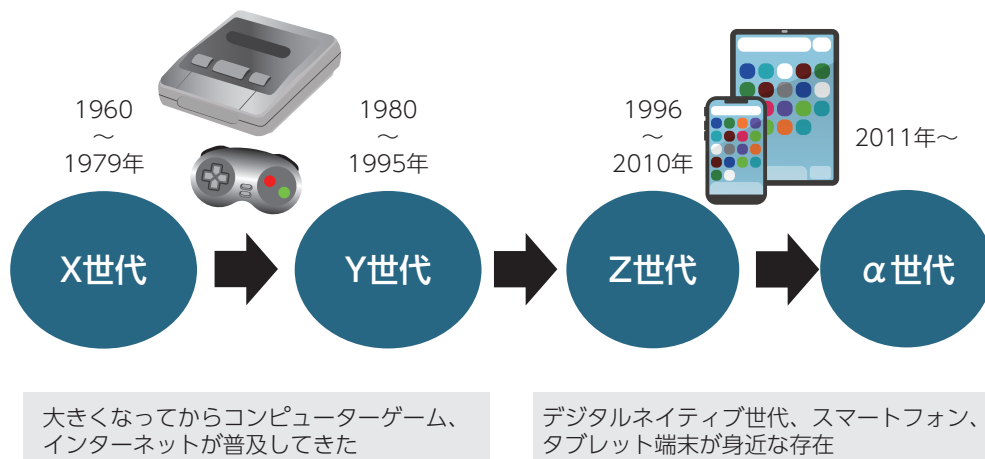 1960
～
1979年
1980
～
1995年
1996
～
2010年
2011年～
X世代
Y世代
Z世代
α世代
大きくなってからコンピューターゲーム、
インターネットが普及してきた
デジタルネイティブ世代、スマートフォン、
タブレット端末が身近な存在